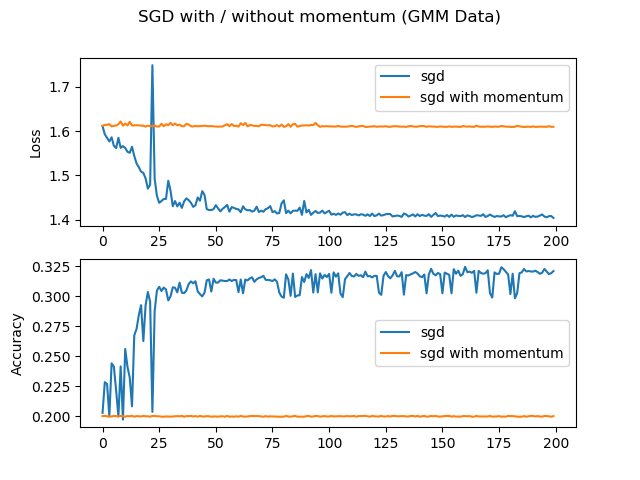 SGD with / without momentum (GMM Data)
1.7
1.6
1.5
1.4
Loss
sgd
sgd with momentum
0 25 50 75 100 125 150 175 200
0.325
0.300
0.275
0.250
0.225
0.200
Accuracy
sgd
sgd with momentum
0 25 50 75 100 125 150 175 200